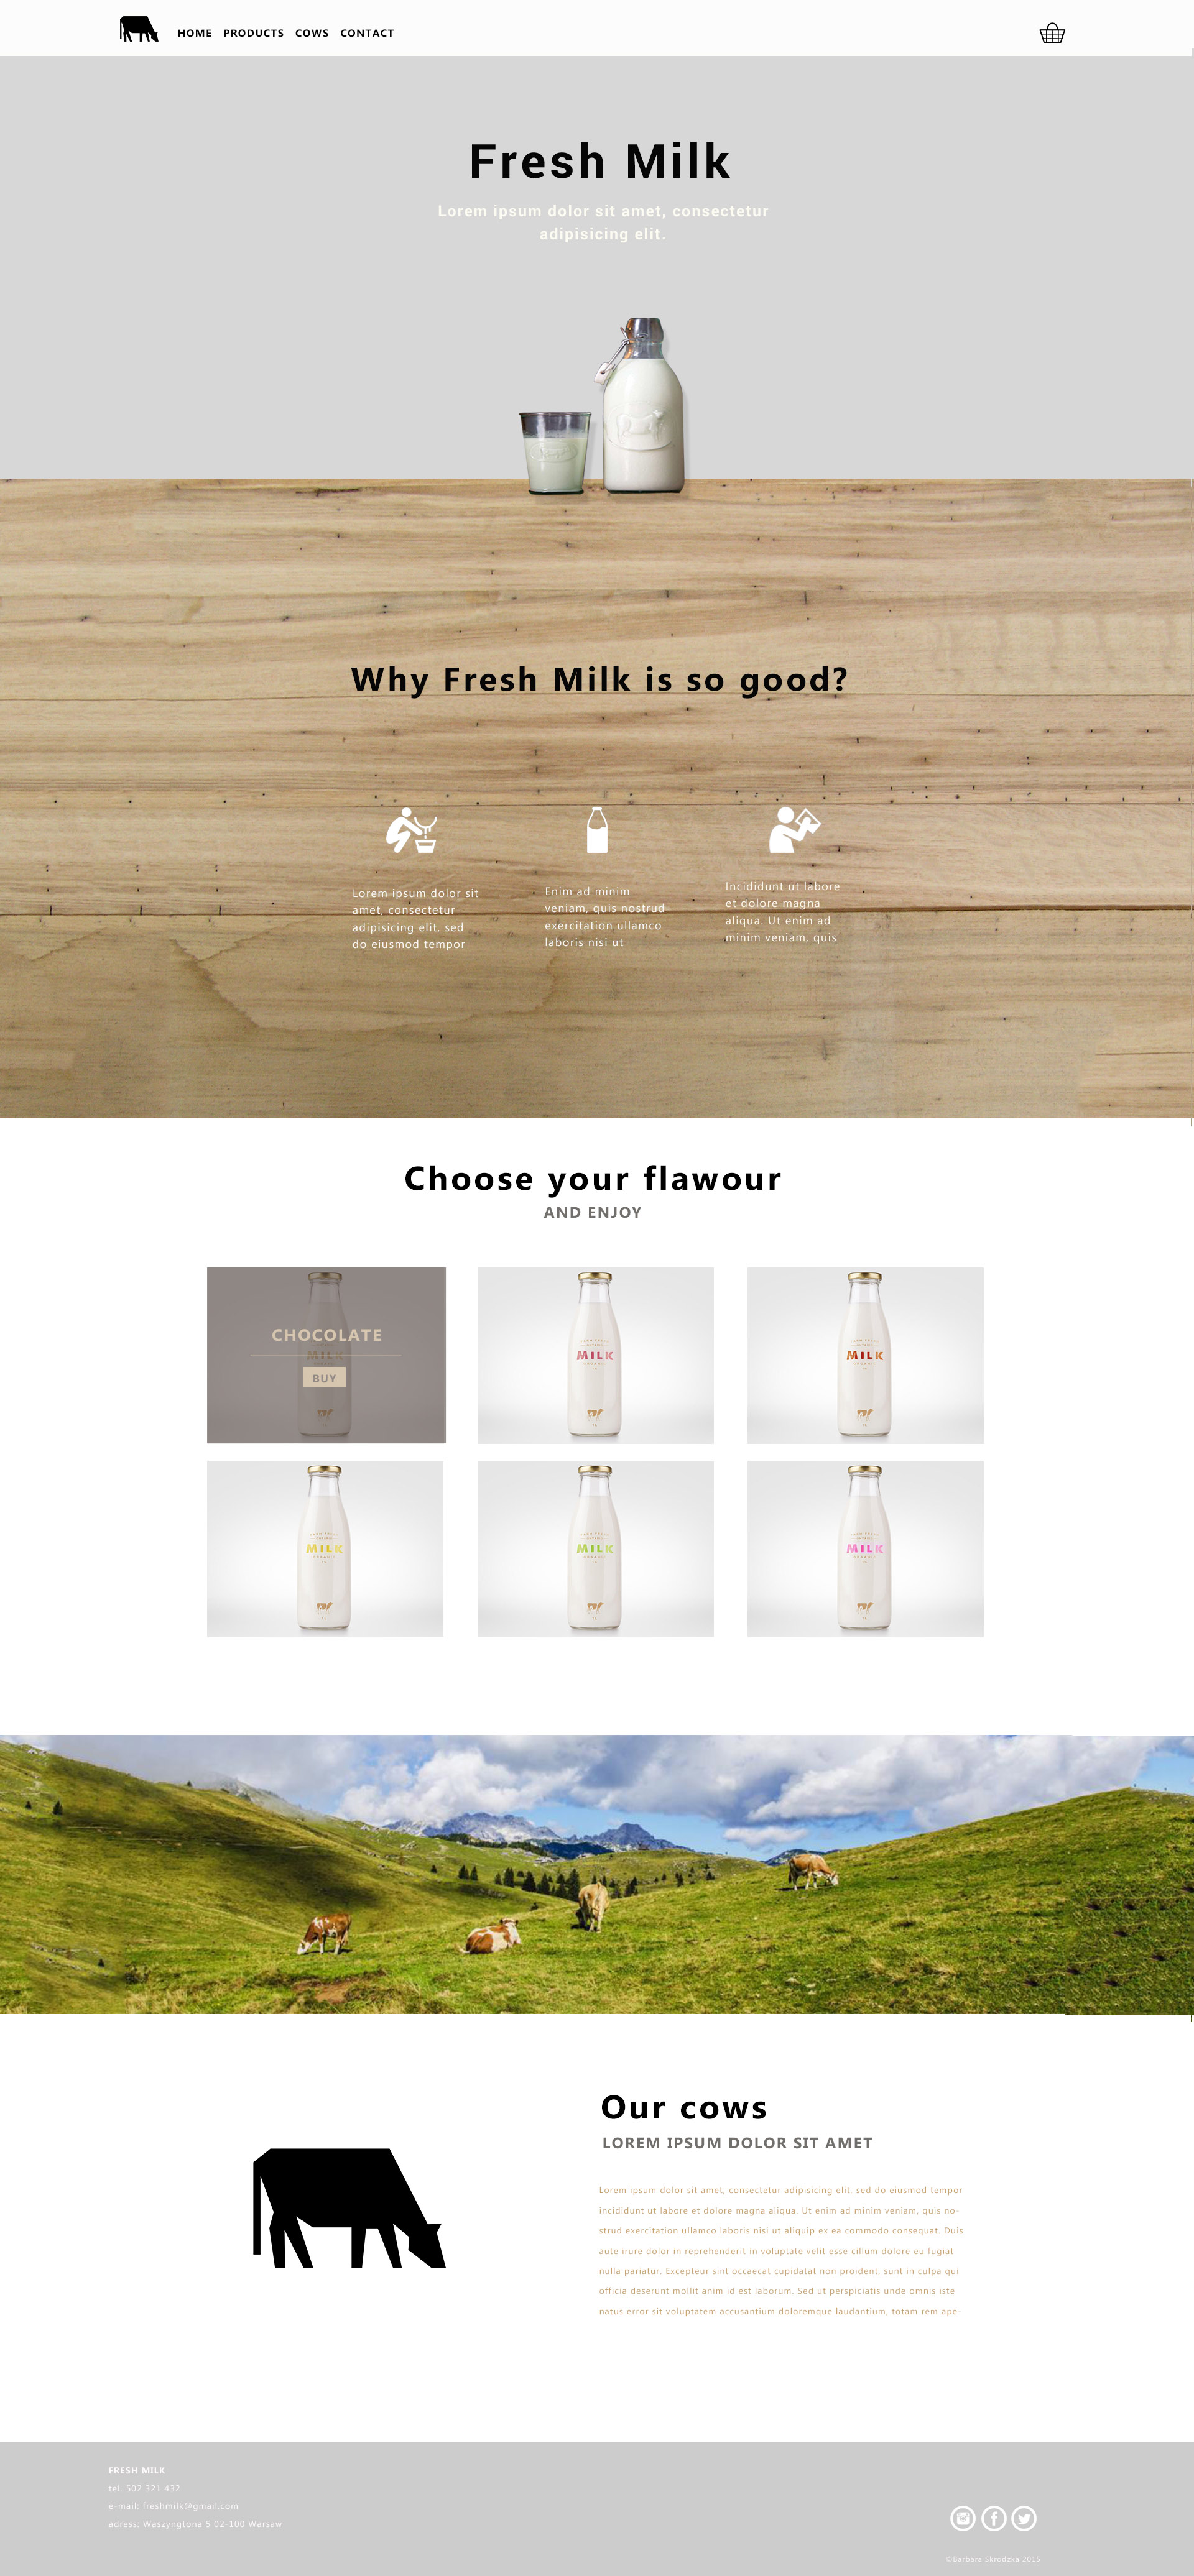 HOME PRODUCTS COWS CONTACT
Fresh Milk
Lorem ipsum dolor sit amet, consectetur
adipisicing elit.
Why Fresh Milk is so good?
Lorem ipsum dolor sit
amet, consectetur
adipisicing elit, sed
do eiusmod tempor
Enim ad minim
veniam, quis nostrud
exercitation ullamco
laboris nisi ut
Incididunt ut labore
et dolore magna
aliqua. Ut enim ad
minim veniam, quis
Choose your flawour
AND ENJOY
CHOCOLATE
MILK
BUY
MILK
ORGANIC
MILK
ORGANIC
MILK
ORGANIC
MILK
ORGANIC
MILK
ORGANIC
Our cows
LOREM IPSUM DOLOR SIT AMET
Lorem ipsum dolor sit amet, consectetur adipisicing elit, sed do eiusmod tempor
incididunt ut labore et dolore magna aliqua. Ut enim ad minim veniam, quis no-
strud exercitation ullamco laboris nisi ut aliquip ex ea commodo consequat. Duis
aute irure dolor in reprehenderit in voluptate velit esse cillum dolore eu fugiat
nulla pariatur. Excepteur sint occaecat cupidatat non proident, sunt in culpa qui
officia deserunt mollit anim id est laborum. Sed ut perspiciatis unde omnis iste
natus error sit voluptatem accusantium doloremque laudantium, totam rem ape-
FRESH MILK
tel. 502 321 432
e-mail: freshmilk@gmail.com
adress: Waszyngtona 5 02-100 Warsaw
©Barbara Skrodzka 2015